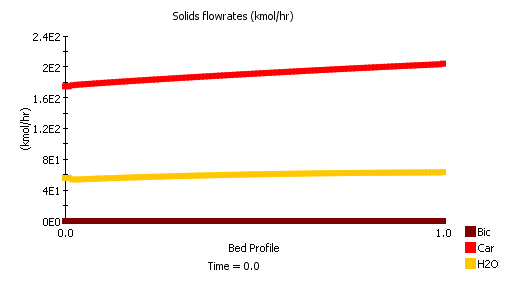 Solids flowrates (kmol/hr)
2.4E2
2E2
1.6E2
1.2E2
8E1
4E1
0E0
(kmol/hr)
0.0
1.0
Bed Profile
Time = 0.0
Bic
Car
H2O